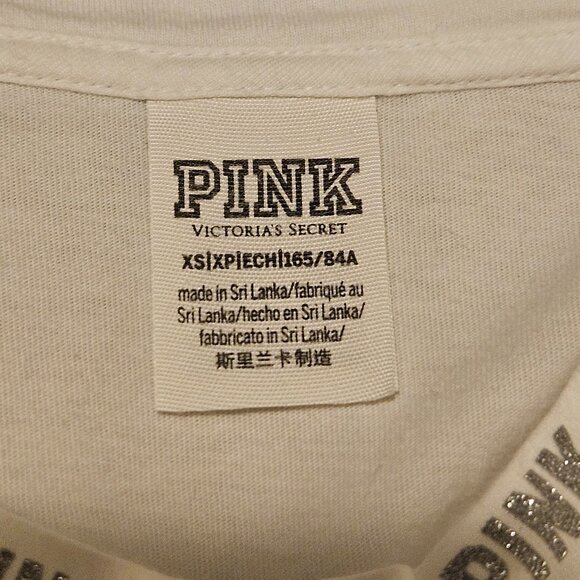 PINK
VICTORIA'S SECRET
XS|XP|ECH|165/84A
made in Sri Lanka/fabriqué au
Sri Lanka/hecho en Sri Lanka/
fabbricato in Sri Lanka/
斯里兰卡制造
PINK